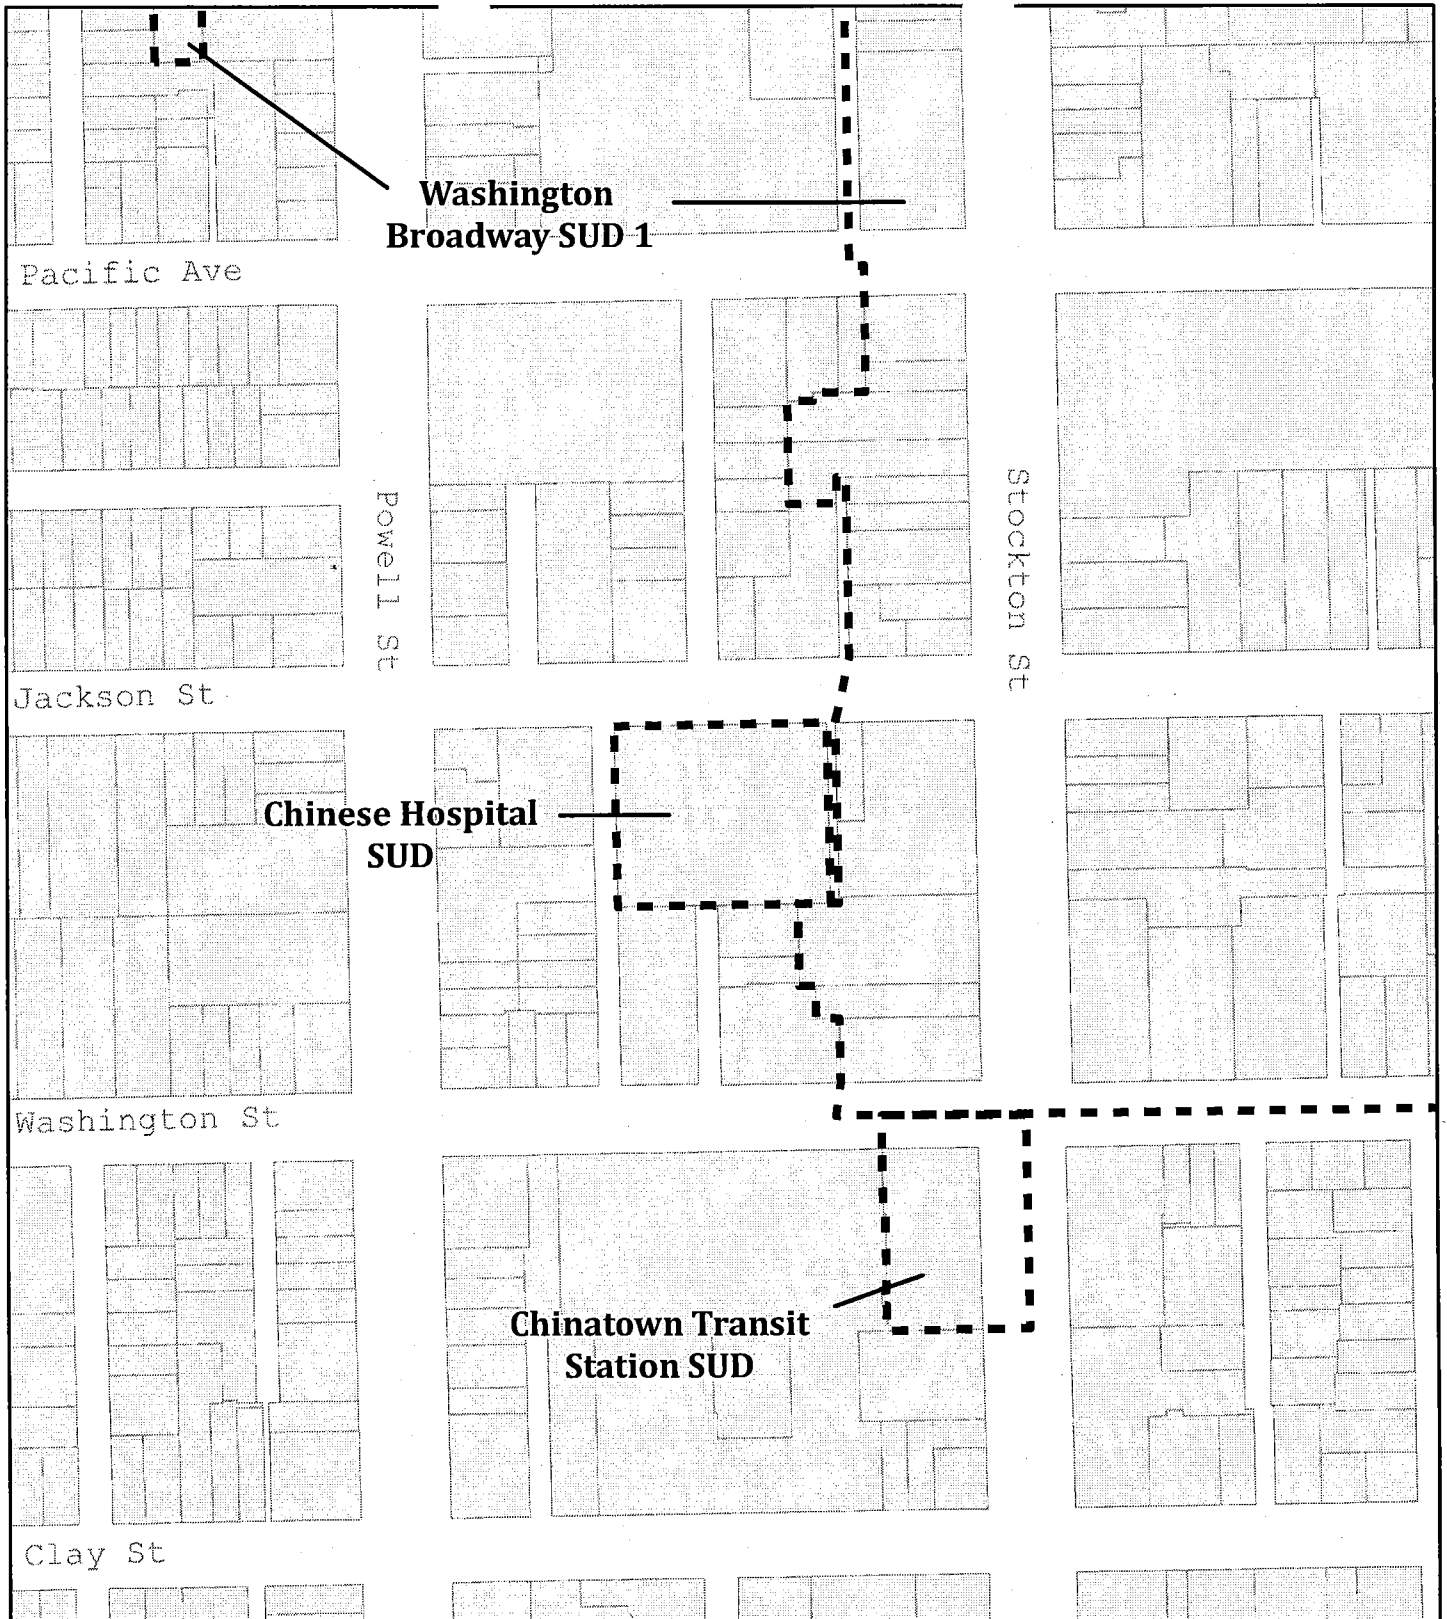 Washington
Broadway SUD 1
Pacific Ave
Powell St
Stockton St
Jackson St
Chinese Hospital
SUD
Washington St
Chinatown Transit
Station SUD
Clay St